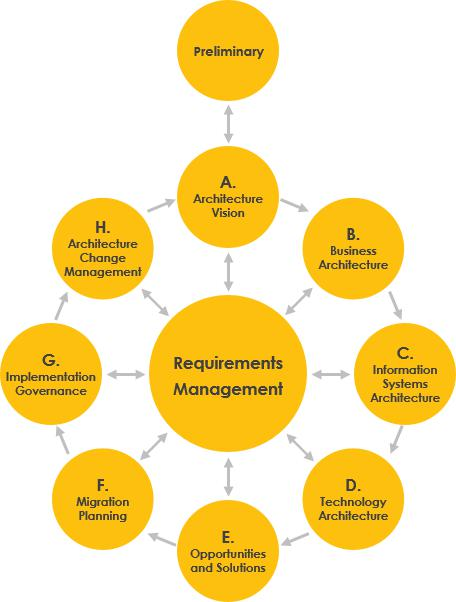 Preliminary
A.
Architecture
Vision
B.
Business
Architecture
C.
Information
Systems
Architecture
D.
Technology
Architecture
E.
Opportunities
and Solutions
F.
Migration
Planning
G.
Implementation
Governance
H.
Architecture
Change
Management
Requirements
Management